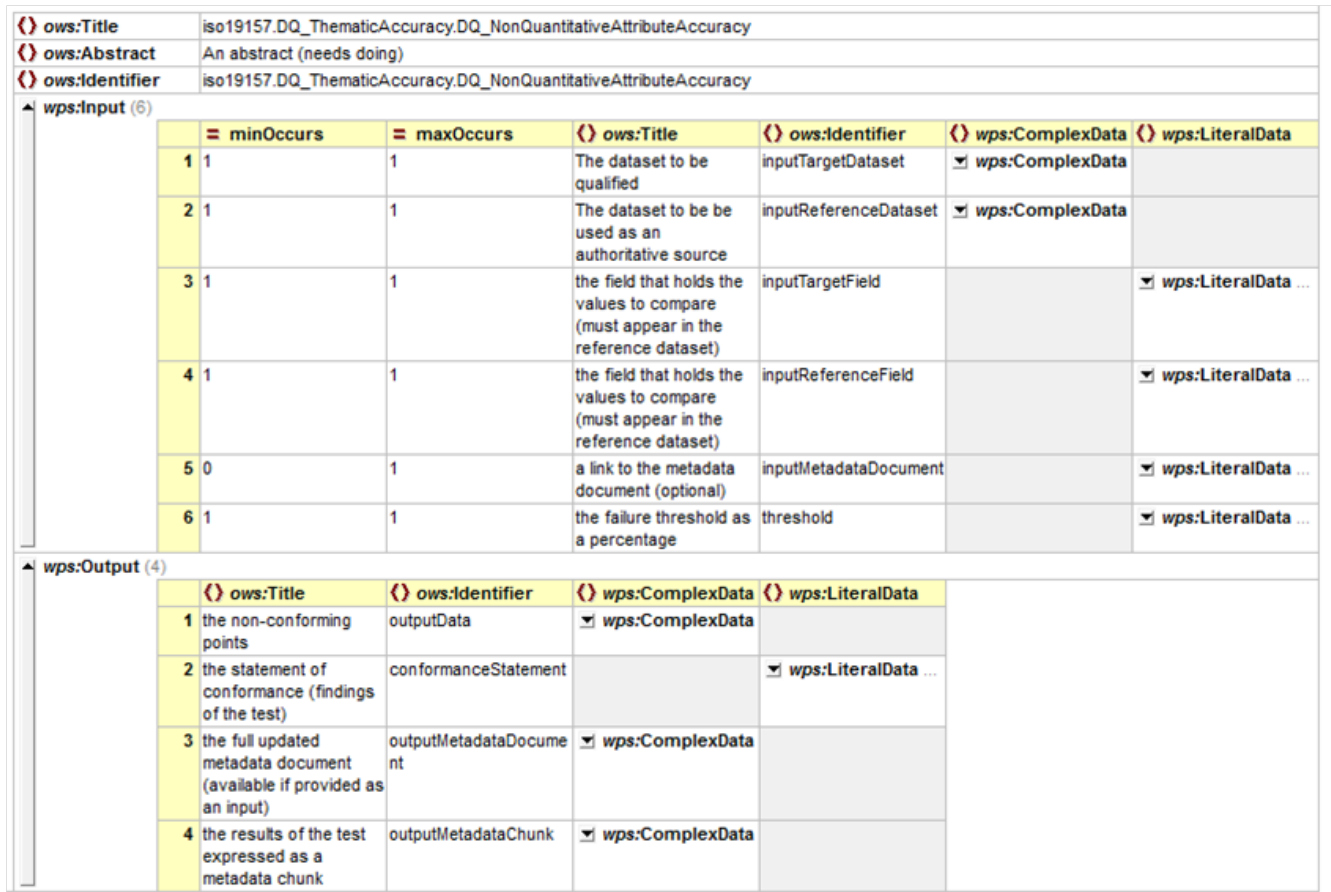 ows:Title iso19157.DQ_ThematicAccuracy.DQ_NonQuantitativeAttributeAccuracy
ows:Abstract An abstract (needs doing)
ows:Identifier iso19157.DQ_ThematicAccuracy.DQ_NonQuantitativeAttributeAccuracy
wps:Input (6)
= minOccurs = maxOccurs ows:Title ows:Identifier wps:ComplexData wps:LiteralData
1 1 1 The dataset to be inputTargetDataset wps:ComplexData
qualified
2 1 1 The dataset to be be inputReferenceDataset wps:ComplexData
used as an
authoritative source
3 1 1 the field that holds the inputTargetField wps:LiteralData ...
values to compare
(must appear in the
reference dataset)
4 1 1 the field that holds the inputReferenceField wps:LiteralData ...
values to compare
(must appear in the
reference dataset)
5 0 1 a link to the metadata inputMetadataDocument wps:LiteralData ...
document (optional)
6 1 1 the failure threshold as threshold wps:LiteralData ...
a percentage
wps:Output (4)
ows:Title ows:Identifier wps:ComplexData wps:LiteralData
1 the non-conforming outputData wps:ComplexData
points
2 the statement of conformanceStatement wps:LiteralData ...
conformance (findings
of the test)
3 the full updated outputMetadataDocume wps:ComplexData
metadata document nt
(available if provided as
an input)
4 the results of the test outputMetadataChunk wps:ComplexData
expressed as a
metadata chunk